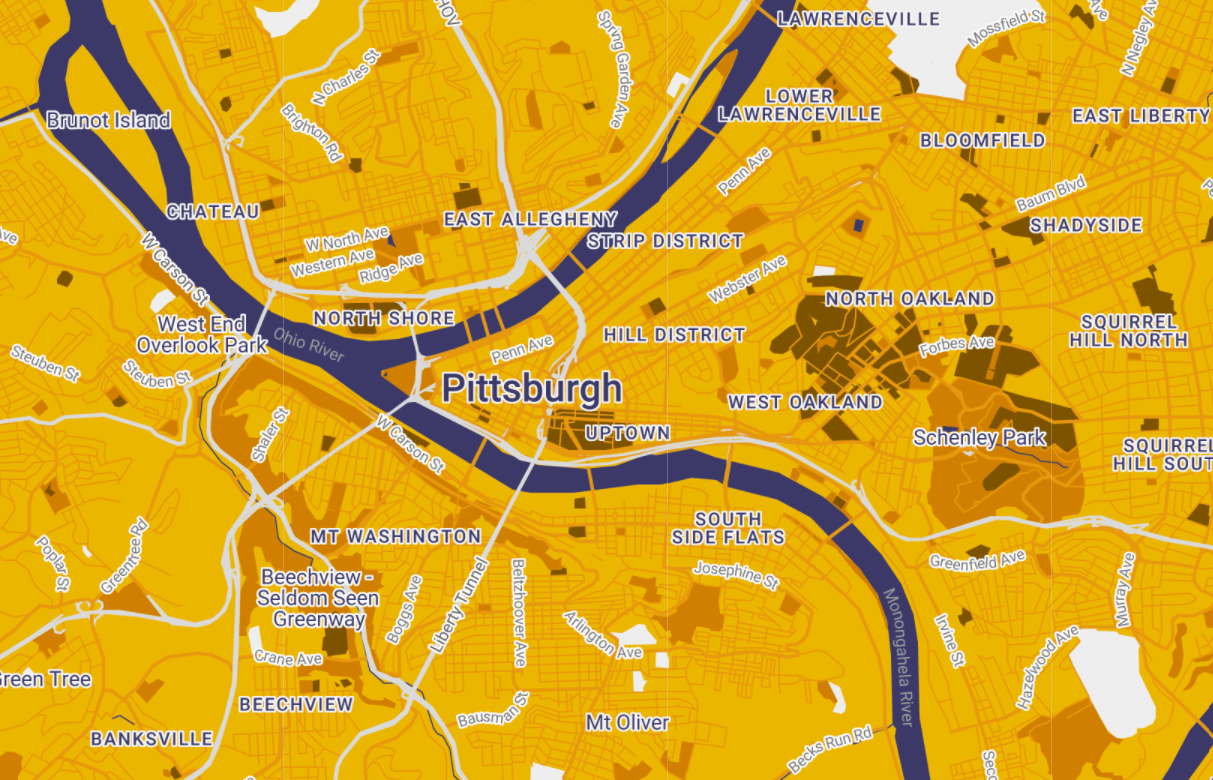 HOV
LAWRENCEVILLE
Mossfield St
Ave
N Negley Av
Spring Garden Ave
N Charles St
LOWER
LAWRENCEVILLE
Brunot Island
Brighton Rd
EAST LIBERTY
BLOOMFIELD
Penn Ave
Baum Blvd
CHATEAU
EAST ALLEGHENY
SHADYSIDE
Ave
W North Ave
STRIP DISTRICT
W Carson St
Western Ave
Ridge Ave
Webster Ave
NORTH OAKLAND
NORTH SHORE
West End
Overlook Park
Ohio River
HILL DISTRICT
SQUIRREL
HILL NORTH
Penn Ave
Forbes Ave
Steuben St
Steuben St
Pittsburgh
WEST OAKLAND
Shaler St
W Carson St
UPTOWN
Schenley Park
SQUIRREL
HILL SOUT
MT WASHINGTON
SOUTH
SIDE FLATS
Poplar St
Greentree Rd
Beechview -
Seldom Seen
Greenway
Boggs Ave
Liberty Tunnel
Beltzhoover Ave
Josephine St
Greenfield Ave
Murray Ave
Monongahela River
Arlington Ave
Irvine St
Hazelwood Ave
Crane Ave
Green Tree
BEECHVIEW
Bausman St
Mt Oliver
BANKSVILLE
Becks Run Rd
Sec